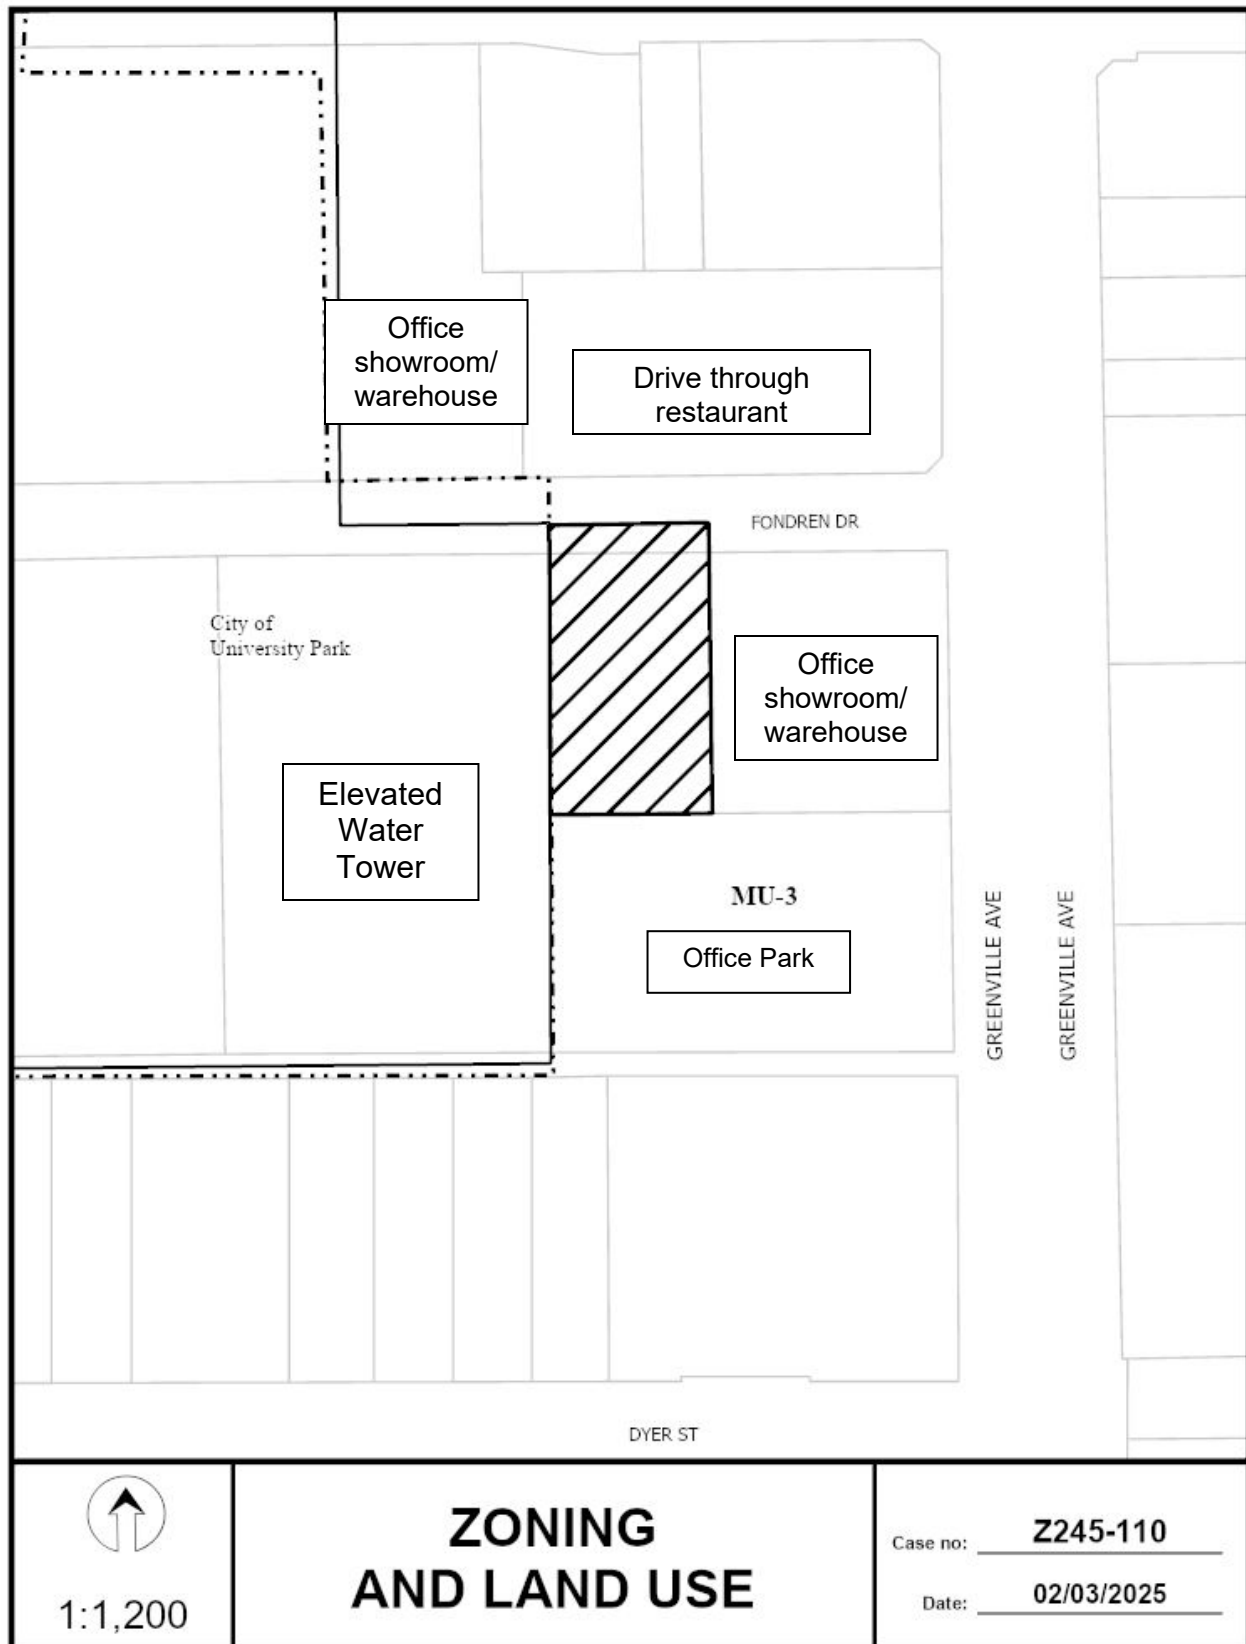 Office
showroom/
warehouse
Drive through
restaurant
FONDREN DR
City of
University Park
Office
showroom/
warehouse
Elevated
Water
Tower
MU-3
Office Park
GREENVILLE AVE
GREENVILLE AVE
DYER ST
1:1,200
ZONING
AND LAND USE
Case no: Z245-110
Date: 02/03/2025